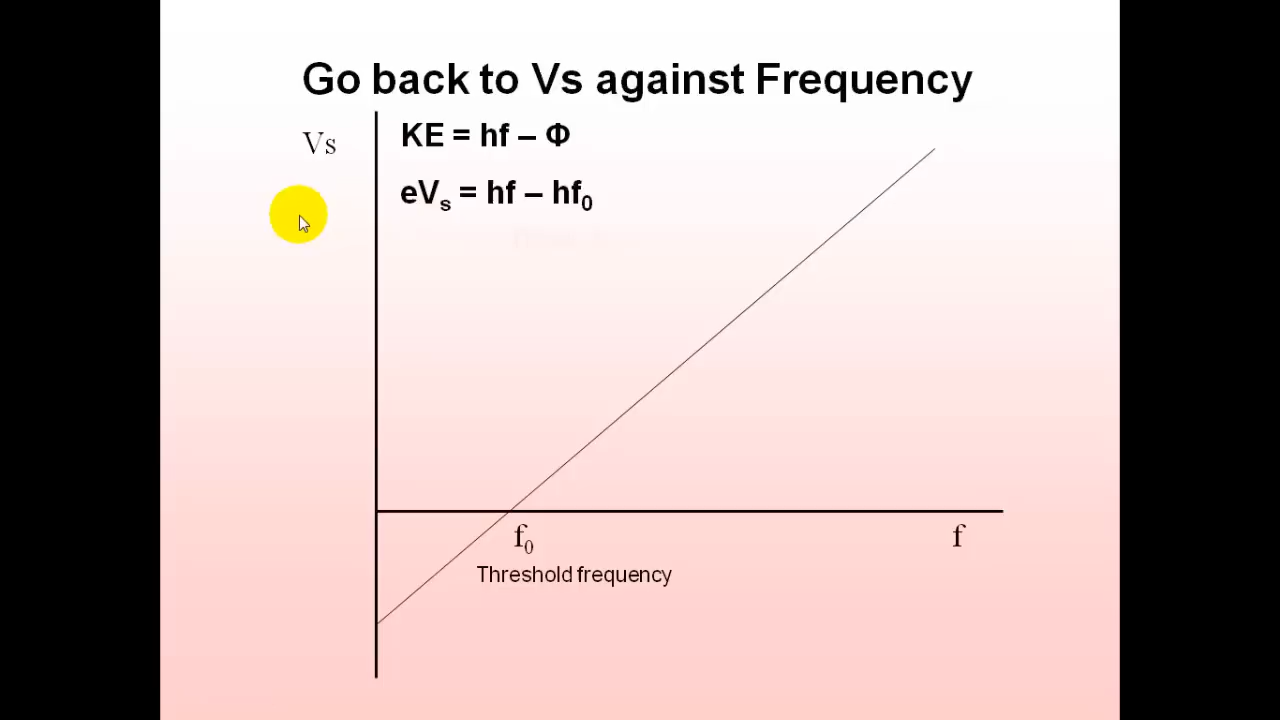 Go back to Vs against Frequency
Vs
KE = hf – Φ
eVₛ = hf – hf₀
f₀
f
Threshold frequency